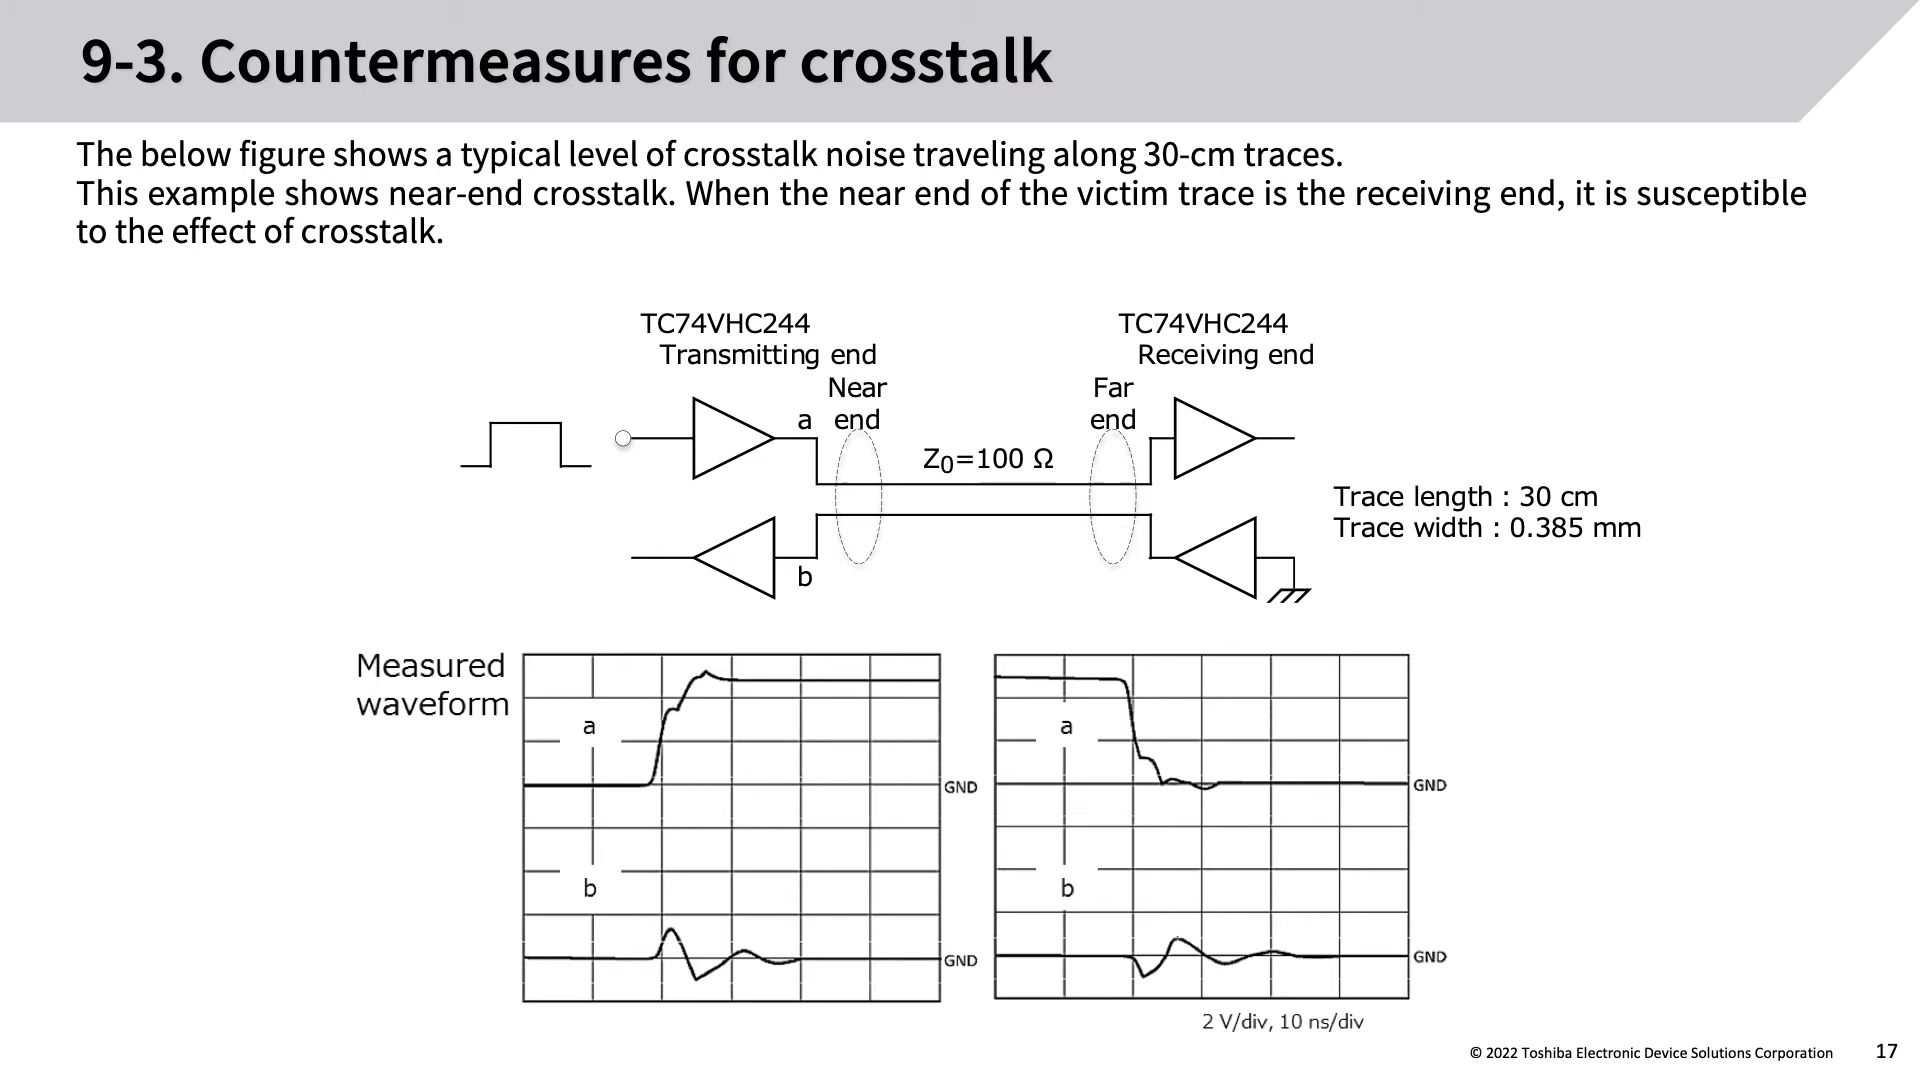 9-3. Countermeasures for crosstalk
The below figure shows a typical level of crosstalk noise traveling along 30-cm traces.
This example shows near-end crosstalk. When the near end of the victim trace is the receiving end, it is susceptible
to the effect of crosstalk.
TC74VHC244
Transmitting end
TC74VHC244
Receiving end
Near
end
Far
end
a
Z0=100 Ω
Trace length : 30 cm
Trace width : 0.385 mm
b
Measured
waveform
a
GND
b
GND
a
GND
b
GND
2 V/div, 10 ns/div
© 2022 Toshiba Electronic Device Solutions Corporation
17